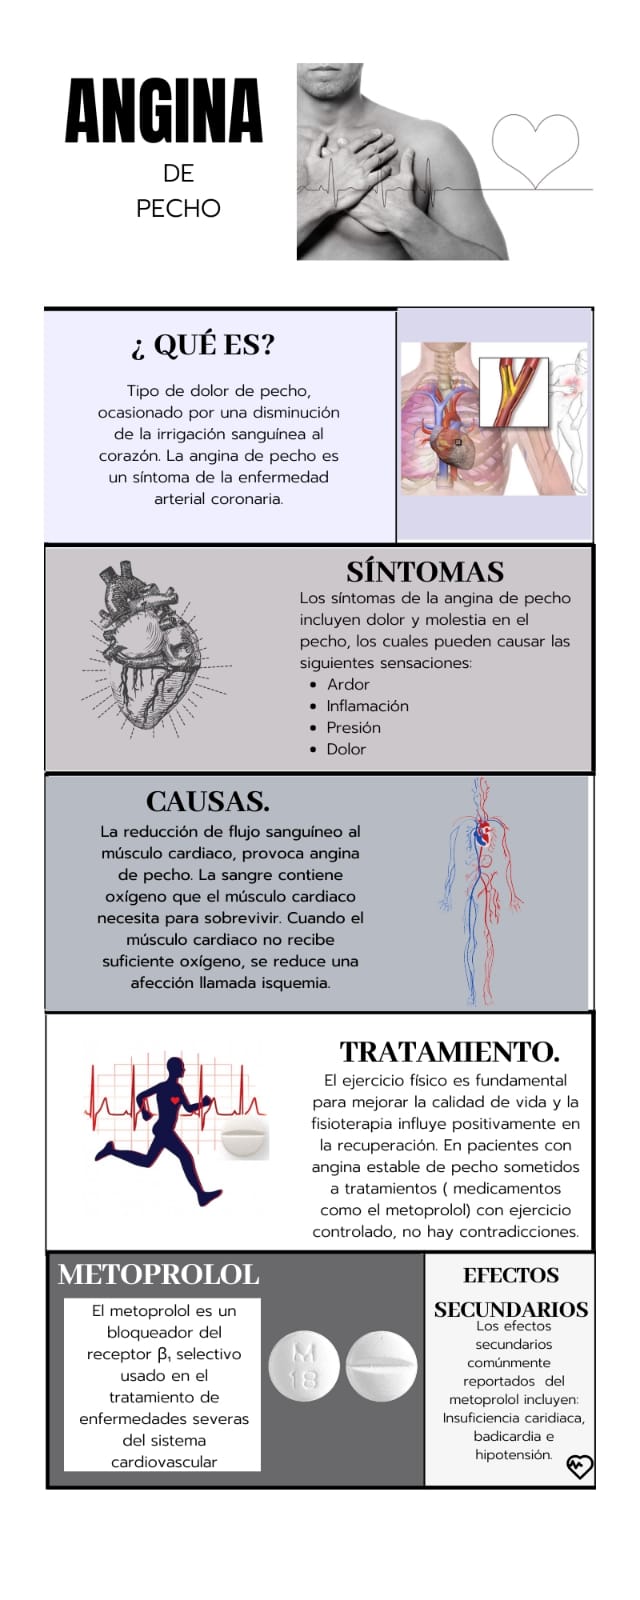 ANGINA
DE
PECHO
¿ QUÉ ES?
Tipo de dolor de pecho,
ocasionado por una disminución
de la irrigación sanguínea al
corazón. La angina de pecho es
un síntoma de la enfermedad
arterial coronaria.
SÍNTOMAS
Los síntomas de la angina de pecho
incluyen dolor y molestia en el
pecho, los cuales pueden causar las
siguientes sensaciones:
• Ardor
• Inflamación
• Presión
• Dolor
CAUSAS.
La reducción de flujo sanguíneo al
músculo cardiaco, provoca angina
de pecho. La sangre contiene
oxígeno que el músculo cardiaco
necesita para sobrevivir. Cuando el
músculo cardiaco no recibe
suficiente oxígeno, se reduce una
afección llamada isquemia.
TRATAMIENTO.
El ejercicio físico es fundamental
para mejorar la calidad de vida y la
fisioterapia influye positivamente en
la recuperación. En pacientes con
angina estable de pecho sometidos
a tratamientos ( medicamentos
como el metoprolol) con ejercicio
controlado, no hay contradicciones.
METOPROLOL
El metoprolol es un
bloqueador del
receptor β₁ selectivo
usado en el
tratamiento de
enfermedades severas
del sistema
cardiovascular
M
18
EFECTOS
SECUNDARIOS
Los efectos
secundarios
comúnmente
reportados del
metoprolol incluyen:
Insuficiencia caridiaca,
badicardia e
hipotensión.